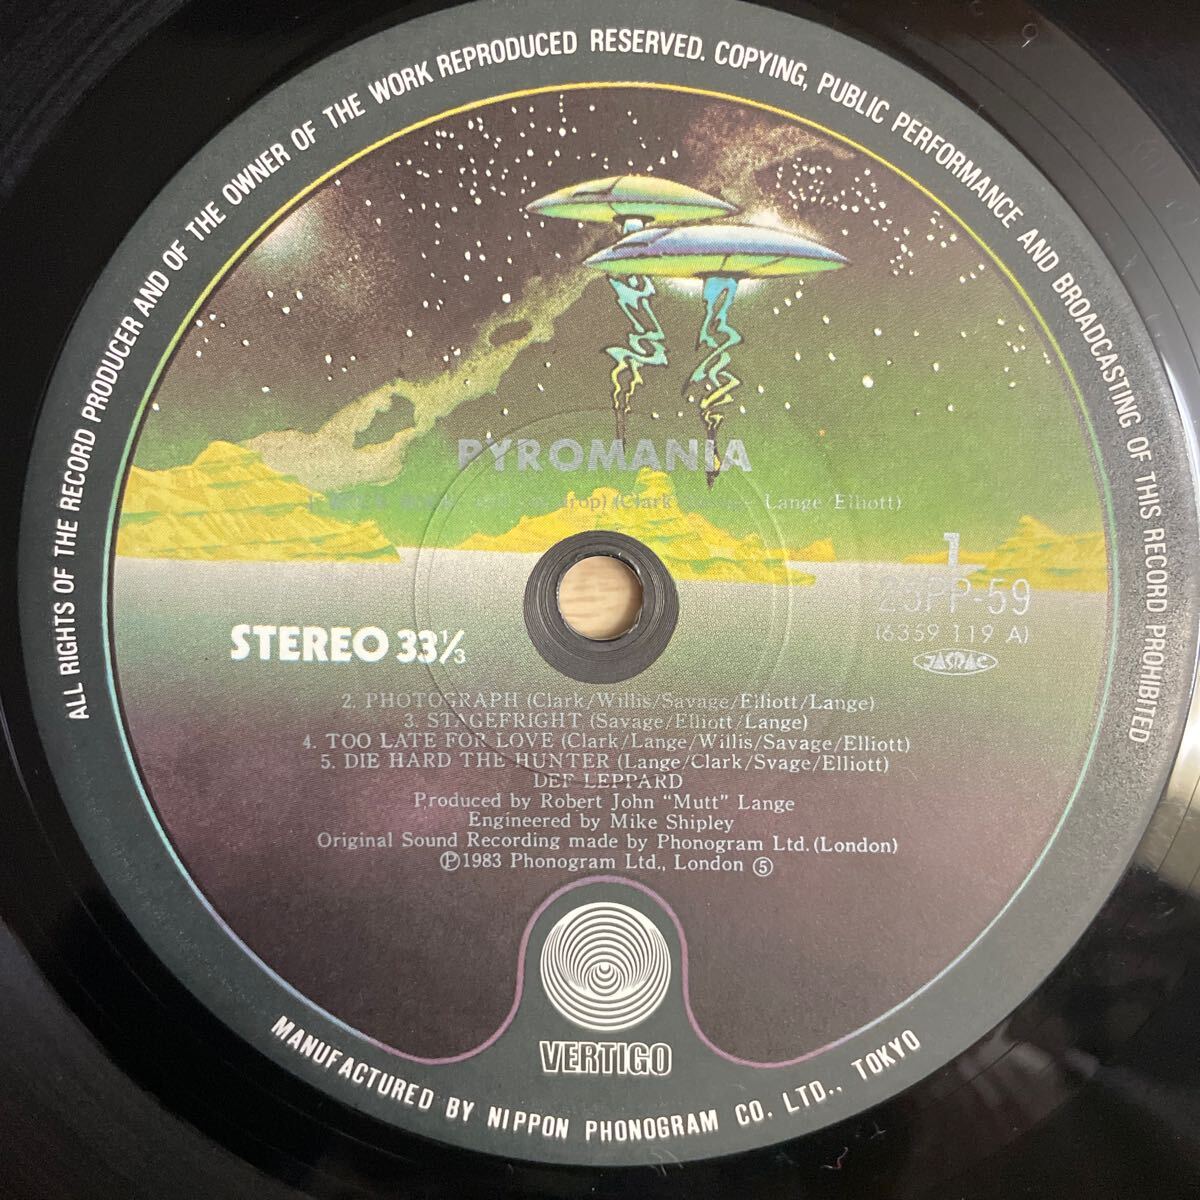 ALL RIGHTS OF THE RECORD PRODUCER AND OF THE OWNER OF THE WORK REPRODUCED RESERVED. COPYING, PUBLIC PERFORMANCE AND BROADCASTING OF THIS RECORD PROHIBITED
PYROMANIA
1. drop) (Clark Lange Elliott)
1
25PP-59
(6359 119 A)
JASRAC
STEREO 33⅓
2. PHOTOGRAPH (Clark/Willis/Savage/Elliott/Lange)
3. STAGEFRIGHT (Savage/Elliott/Lange)
4. TOO LATE FOR LOVE (Clark/Lange/Willis/Savage/Elliott)
5. DIE HARD THE HUNTER (Lange/Clark/Svage/Elliott)
DEF LEPPARD
Produced by Robert John “Mutt” Lange
Engineered by Mike Shipley
Original Sound Recording made by Phonogram Ltd. (London)
Ⓟ1983 Phonogram Ltd., London ⑤
VERTIGO
MANUFACTURED BY NIPPON PHONOGRAM CO. LTD., TOKYO